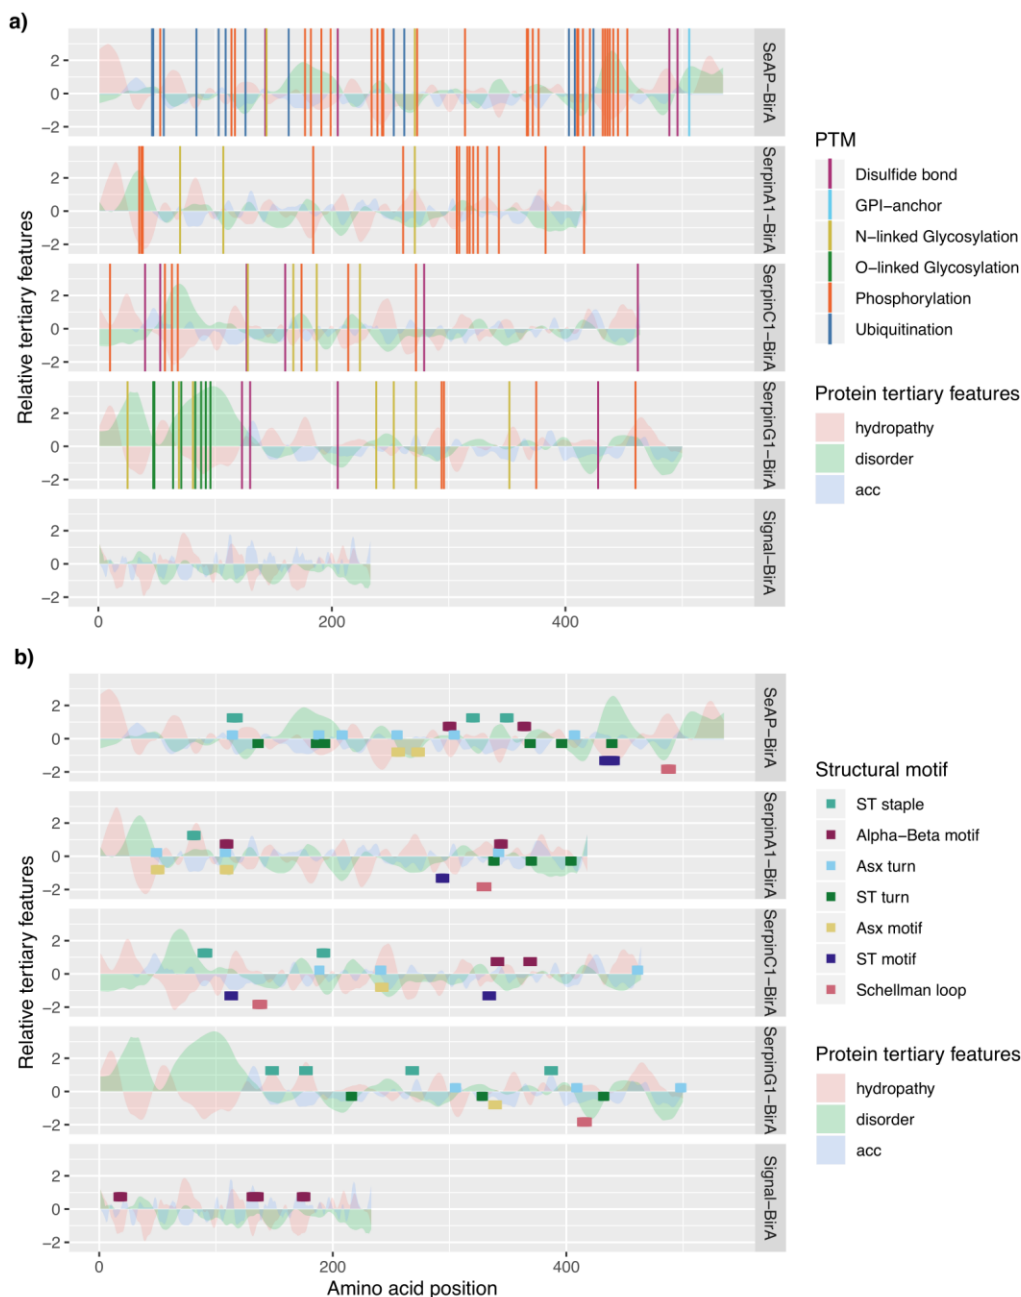 a)
Relative tertiary features
2
0
−2
SeAP−BirA
2
0
−2
SerpinA1−BirA
2
0
−2
SerpinC1−BirA
2
0
−2
SerpinG1−BirA
2
0
−2
Signal−BirA
0
200
400
PTM
Disulfide bond
GPI−anchor
N−linked Glycosylation
O−linked Glycosylation
Phosphorylation
Ubiquitination
Protein tertiary features
hydropathy
disorder
acc
b)
Relative tertiary features
2
0
−2
SeAP−BirA
2
0
−2
SerpinA1−BirA
2
0
−2
SerpinC1−BirA
2
0
−2
SerpinG1−BirA
2
0
−2
Signal−BirA
0
200
400
Amino acid position
Structural motif
ST staple
Alpha−Beta motif
Asx turn
ST turn
Asx motif
ST motif
Schellman loop
Protein tertiary features
hydropathy
disorder
acc